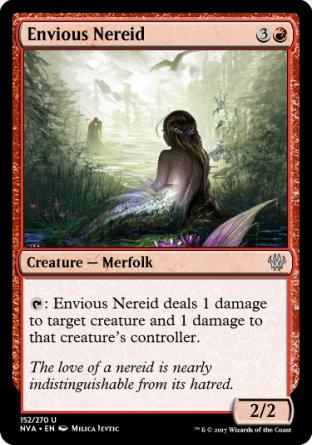 Envious Nereid 3
Creature — Merfolk
: Envious Nereid deals 1 damage
to target creature and 1 damage to
that creature's controller.
The love of a nereid is nearly
indistinguishable from its hatred.
2/2
152/270 U
NVA • EN Milica Jevtic
™ & © 2017 Wizards of the Coast